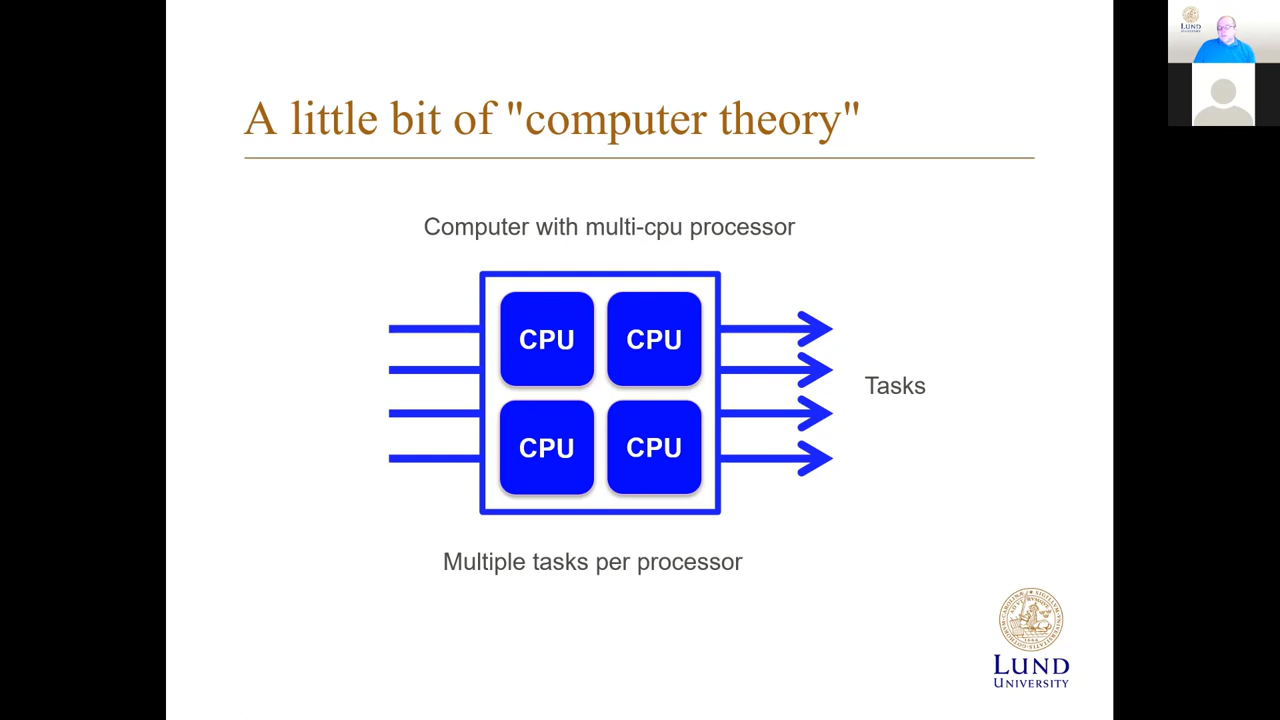 A little bit of "computer theory"
Computer with multi-cpu processor
CPU CPU
Tasks
CPU CPU
Multiple tasks per processor
LUND
UNIVERSITY
LUND